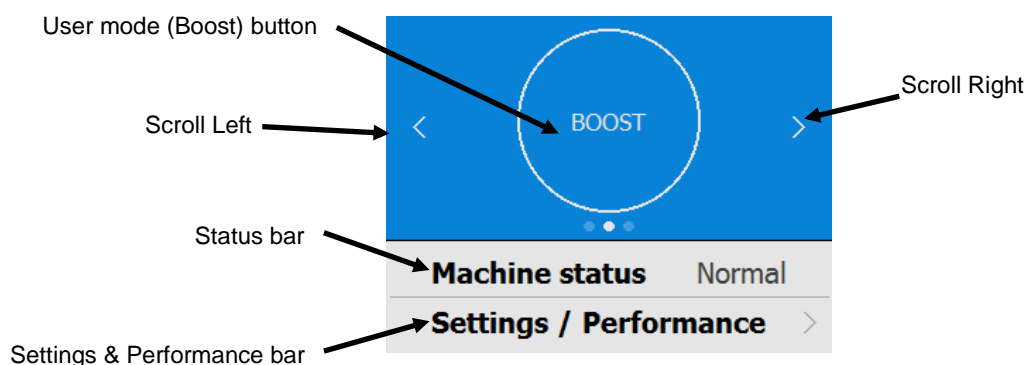 User mode (Boost) button
Scroll Right
Scroll Left
BOOST
Status bar
Machine status Normal
Settings / Performance
Settings & Performance bar